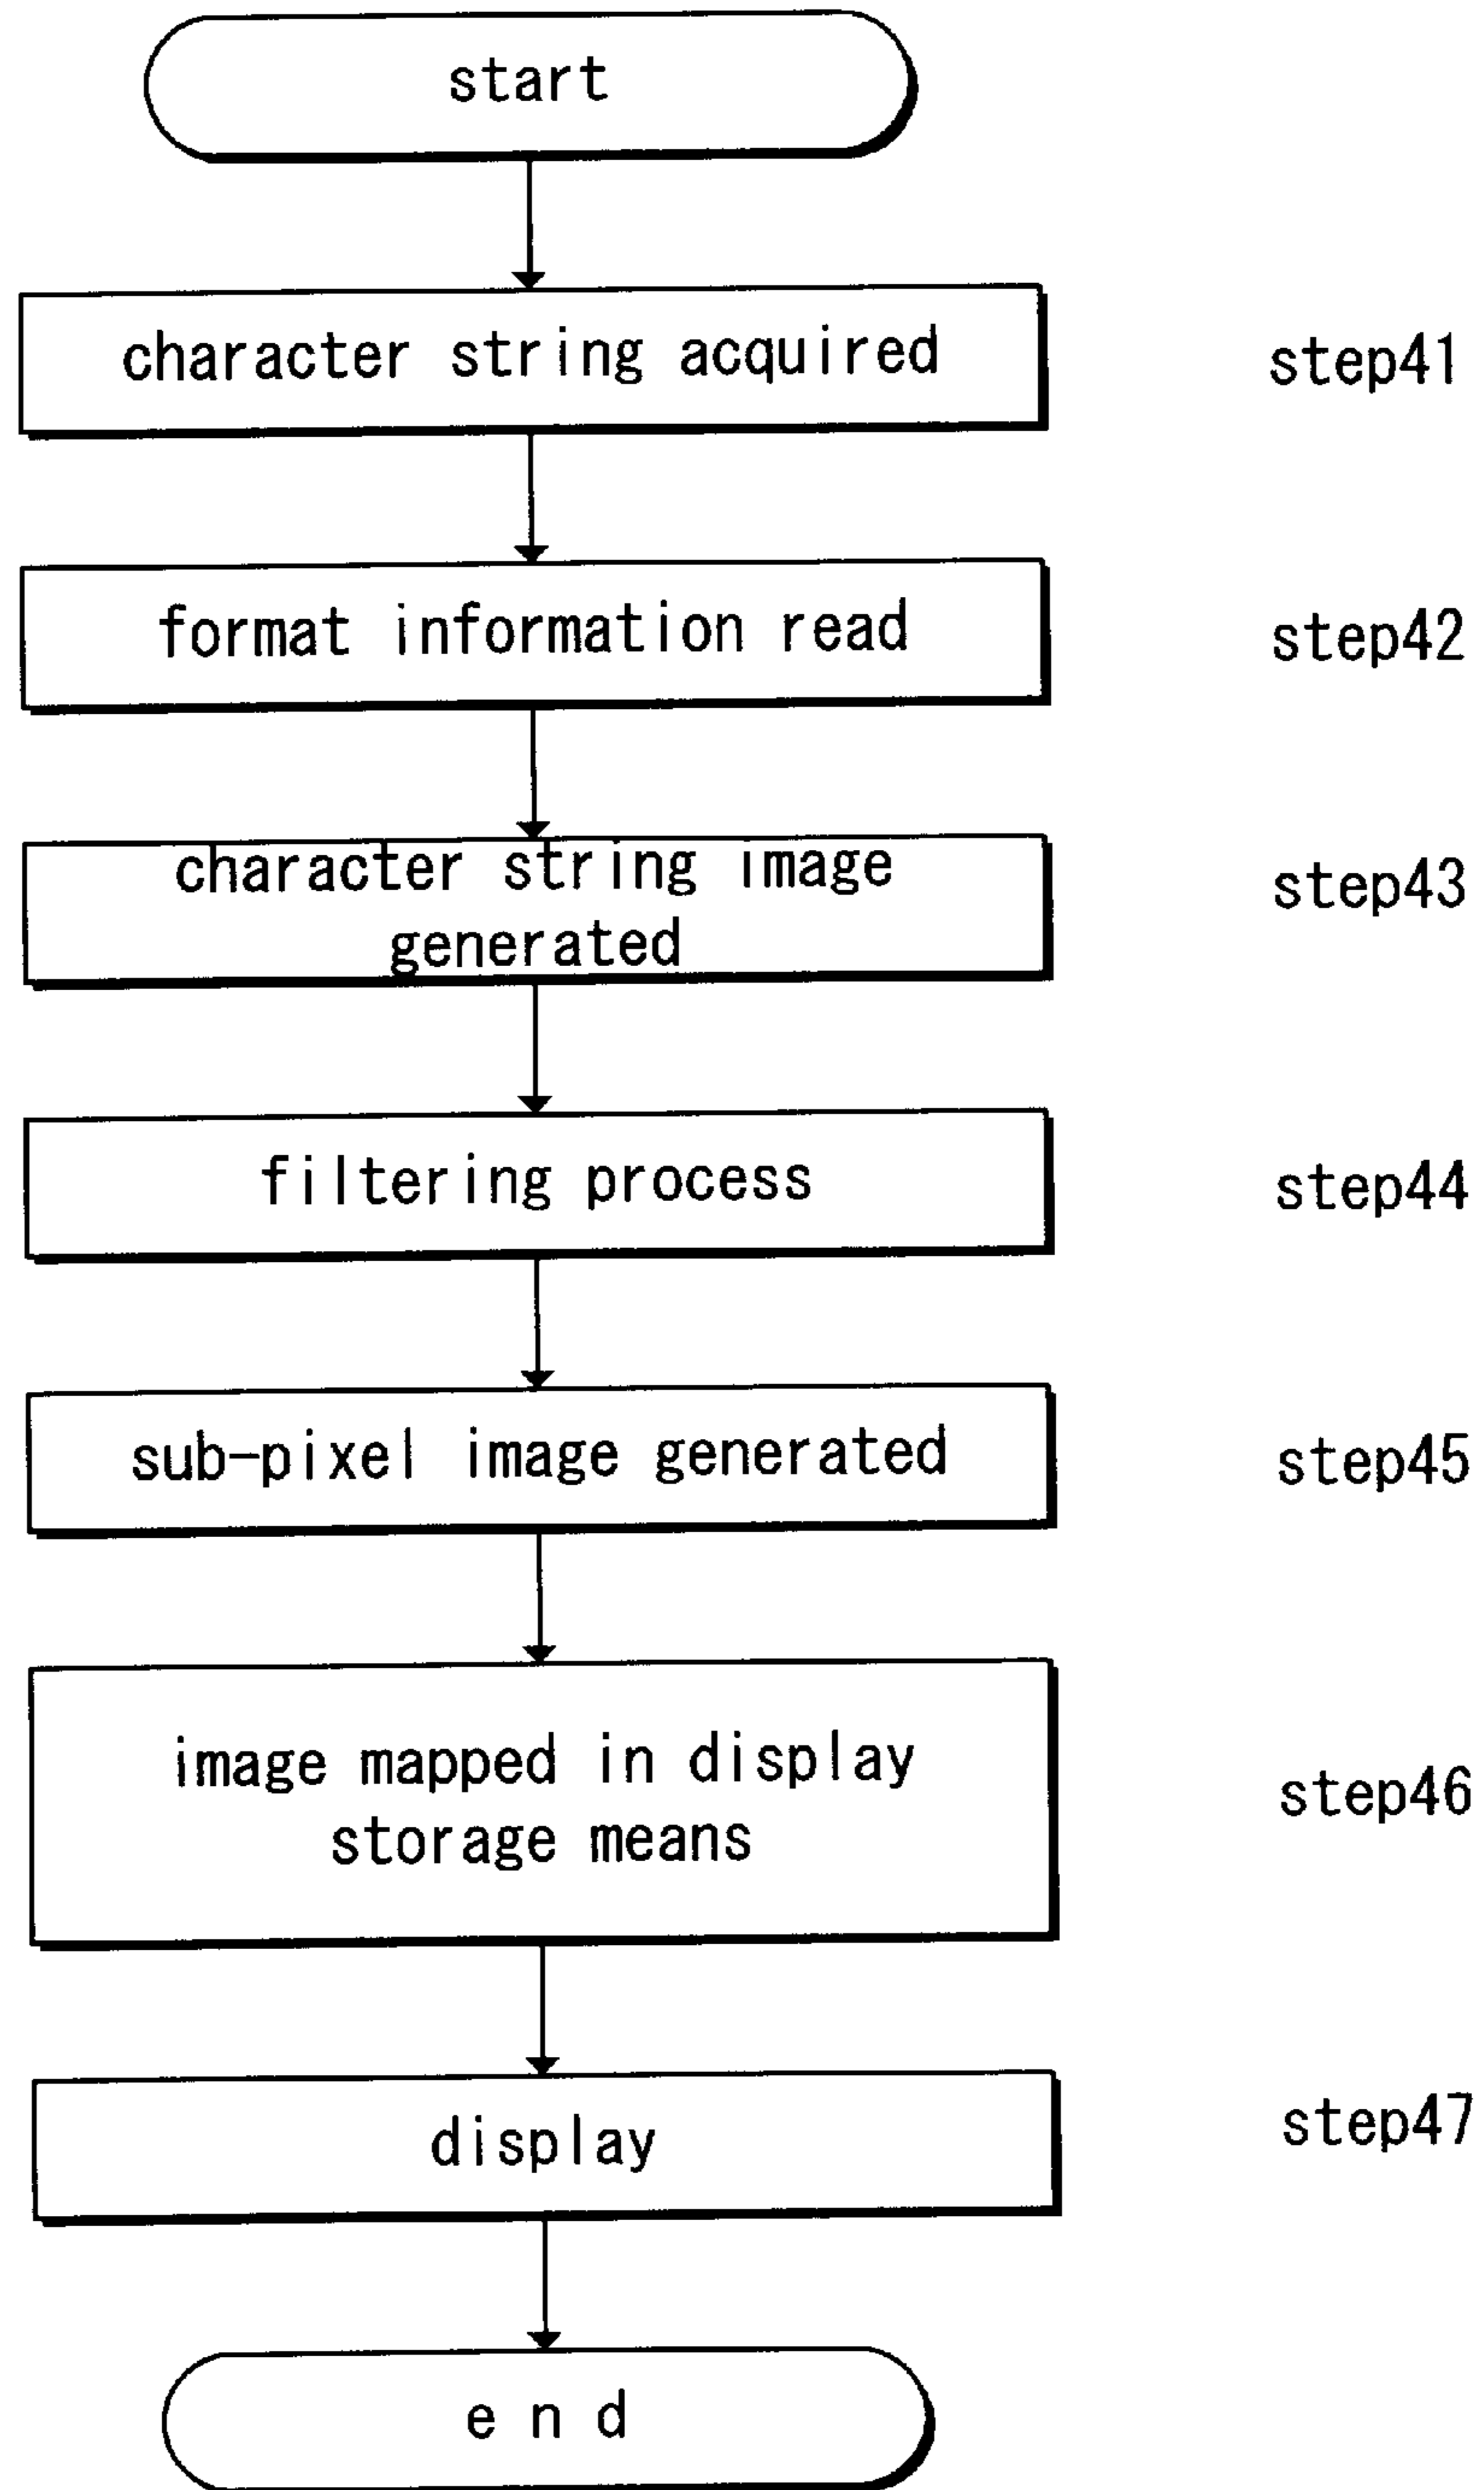 start
character string acquired
step41
format information read
step42
character string image
generated
step43
filtering process
step44
sub-pixel image generated
step45
image mapped in display
storage means
step46
display
step47
end